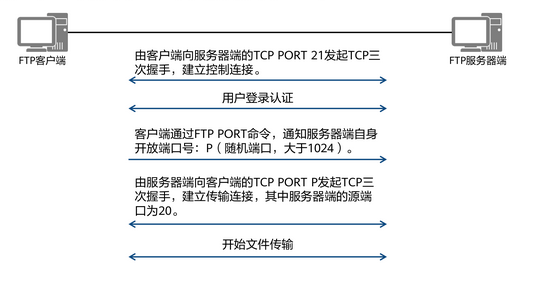 FTP客户端
FTP服务器端
由客户端向服务器端的TCP PORT 21发起TCP三
次握手，建立控制连接。
用户登录认证
客户端通过FTP PORT命令，通知服务器端自身
开放端口号：P（随机端口，大于1024）。
由服务器端向客户端的TCP PORT P发起TCP三
次握手，建立传输连接，其中服务器端的源端
口为20。
开始文件传输